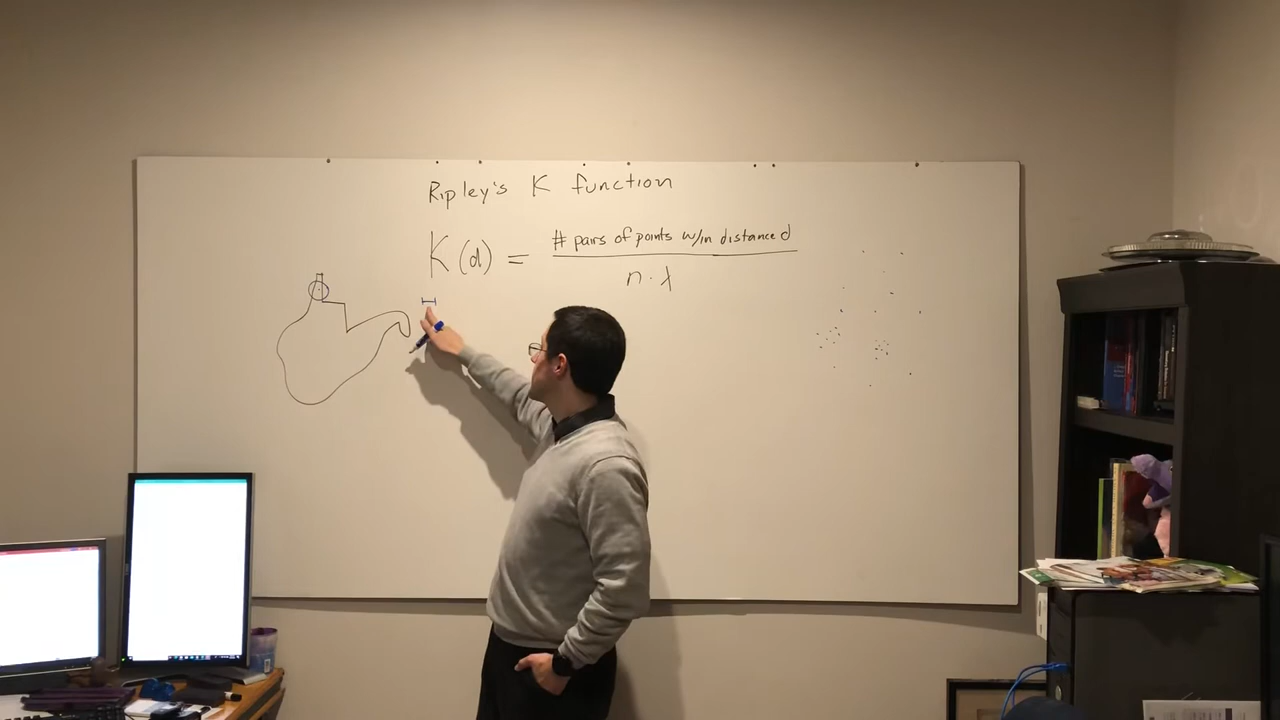 Ripley's K function
K(d) = # pairs of points w/in distance d
n · λ